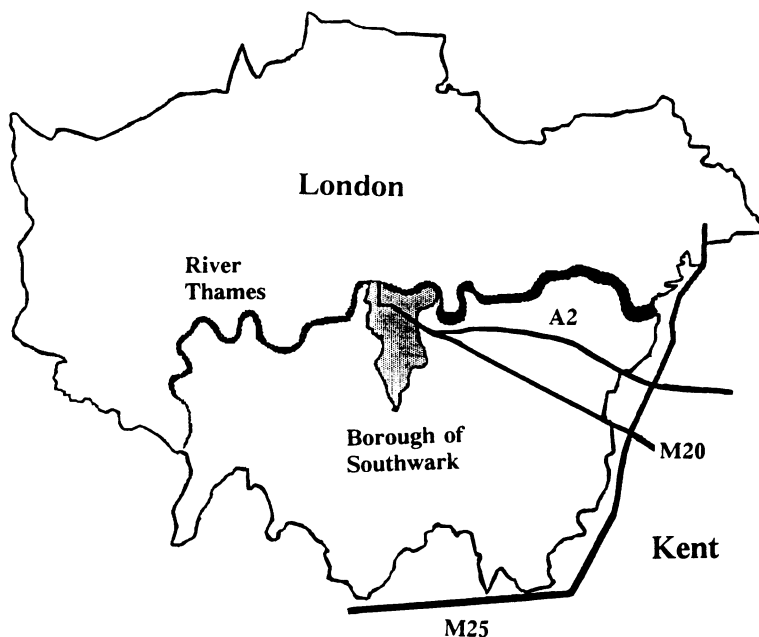 London
River
Thames
A2
Borough of
Southwark
M20
Kent
M25